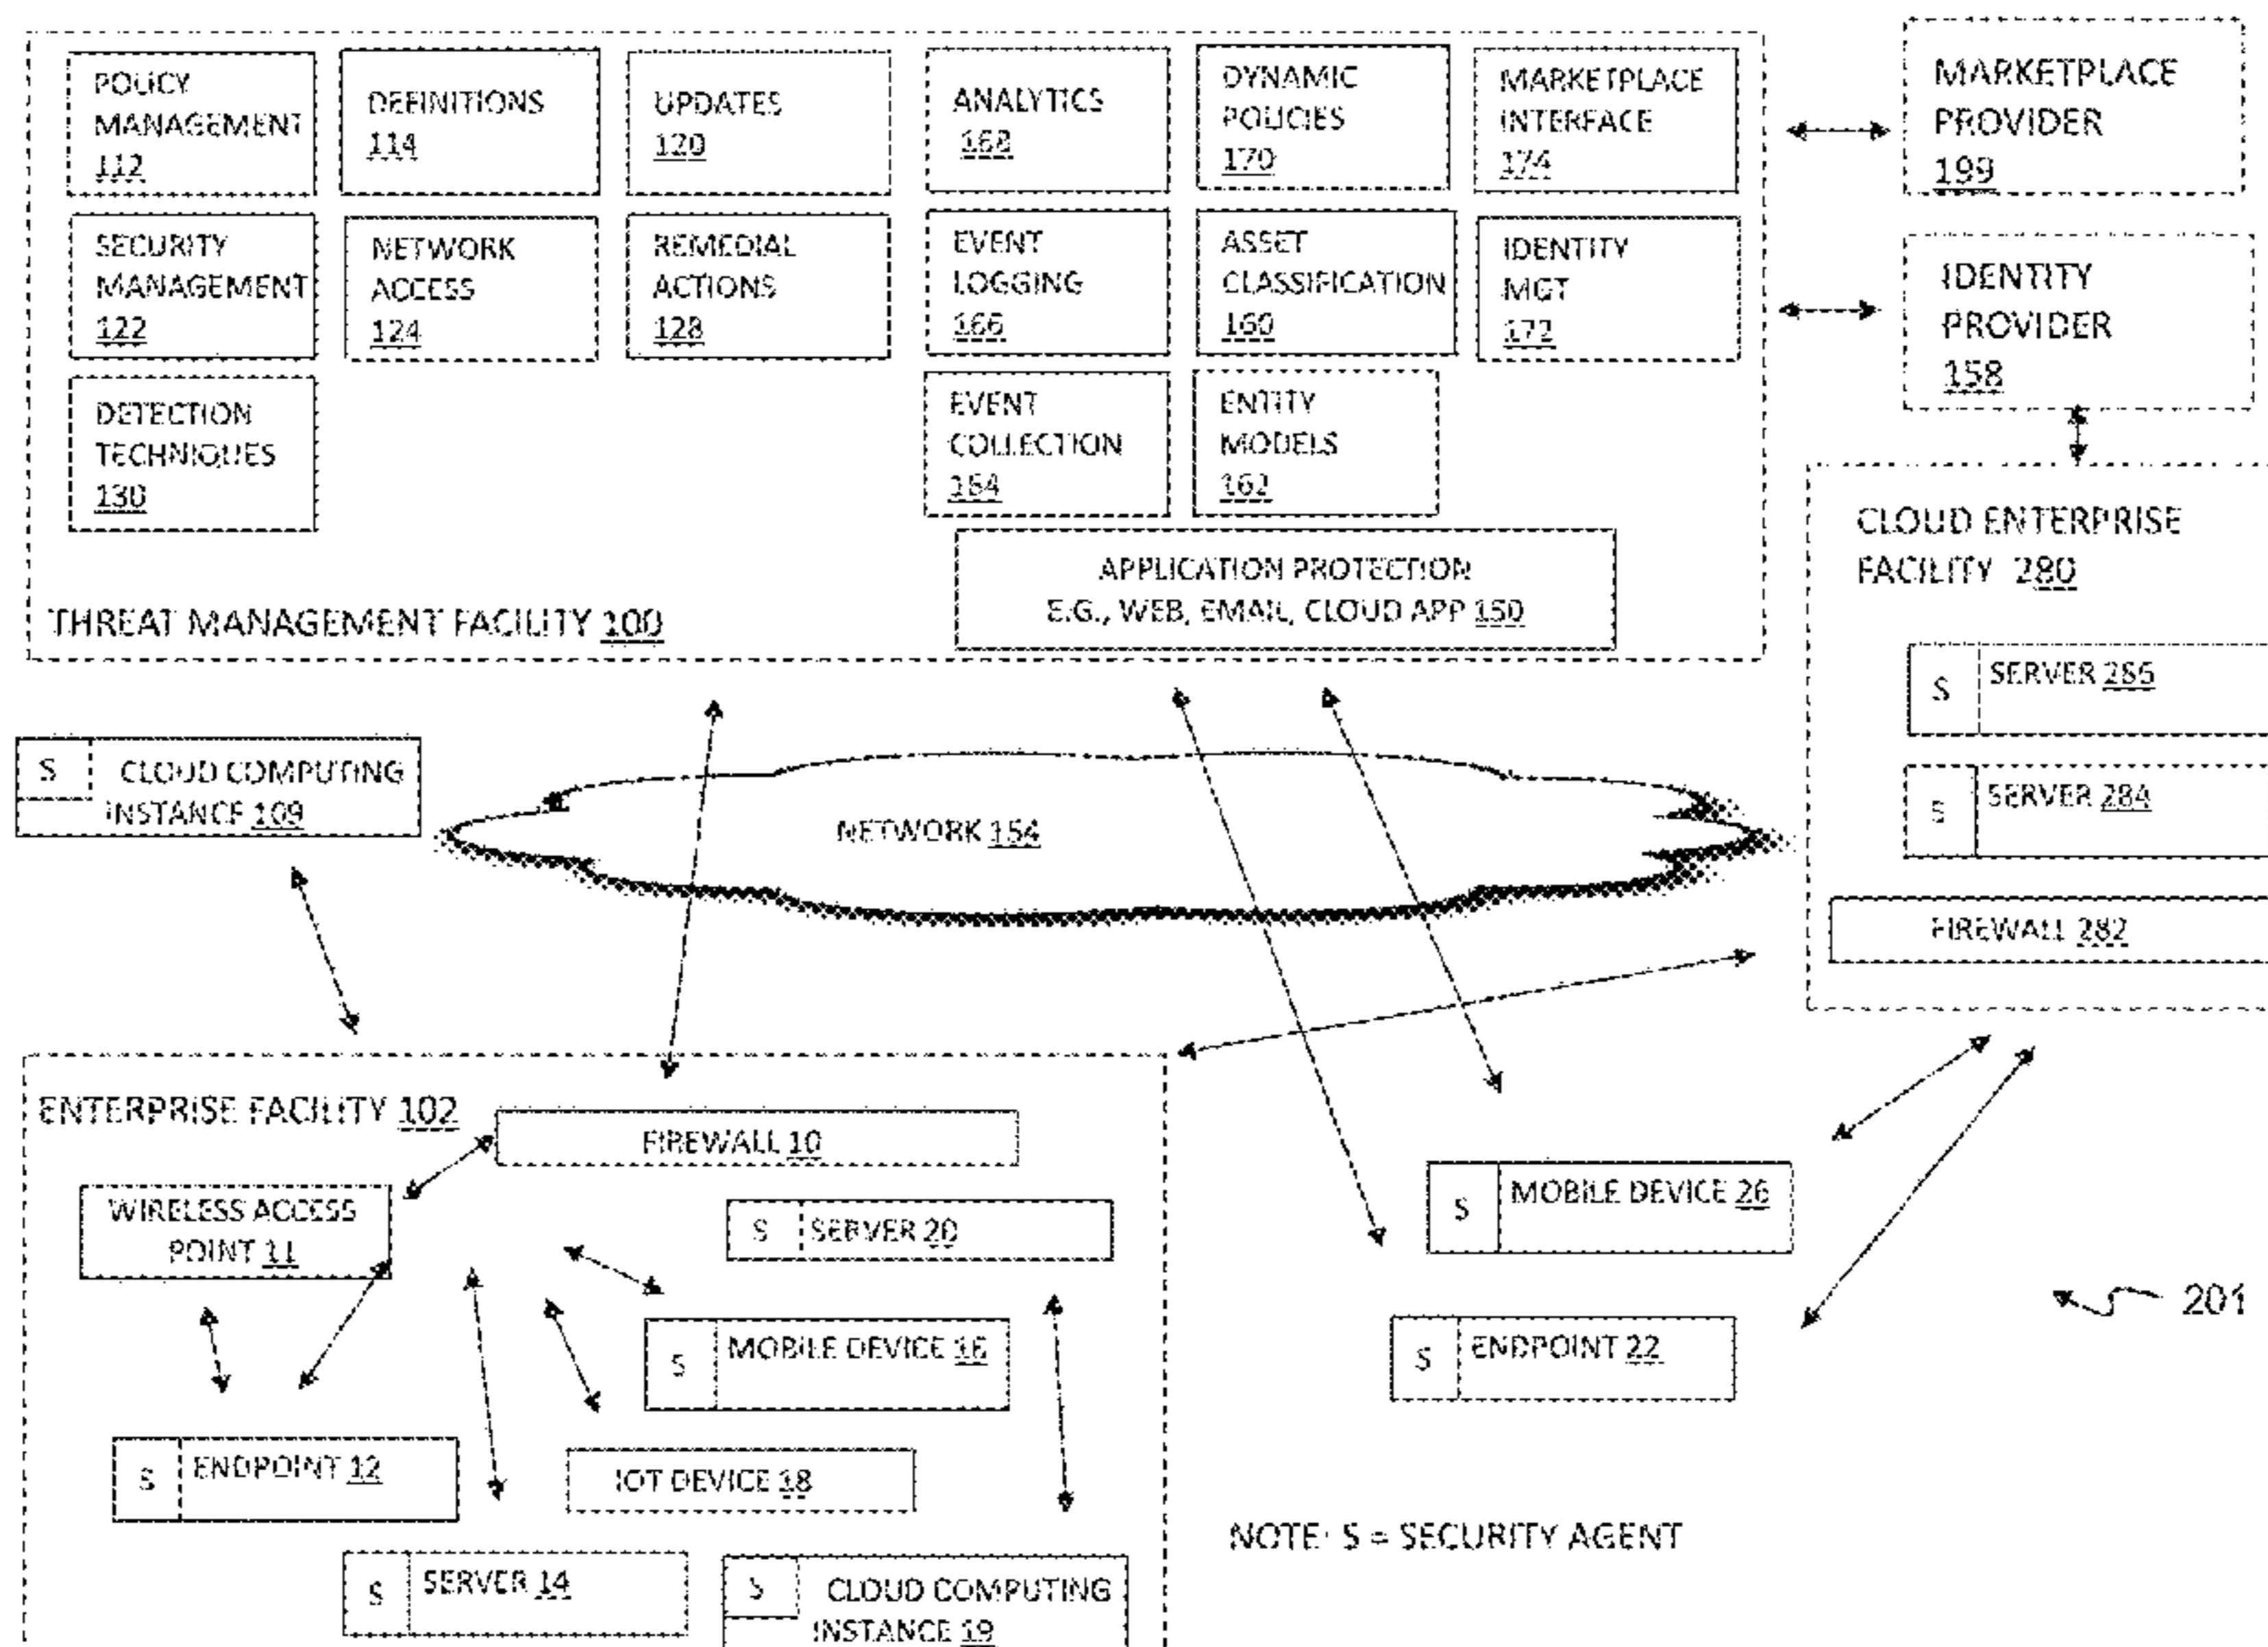 POLICY
MANAGEMENT
112
DEFINITIONS
114
UPDATES
120
ANALYTICS
168
DYNAMIC
POLICIES
170
MARKETPLACE
INTERFACE
174
MARKETPLACE
PROVIDER
199
SECURITY
MANAGEMENT
122
NETWORK
ACCESS
124
REMEDIAL
ACTIONS
128
EVENT
LOGGING
166
ASSET
CLASSIFICATION
160
IDENTITY
MGT
172
IDENTITY
PROVIDER
158
DETECTION
TECHNIQUES
130
EVENT
COLLECTION
164
ENTITY
MODELS
162
APPLICATION PROTECTION
E.G., WEB, EMAIL, CLOUD APP 150
THREAT MANAGEMENT FACILITY 100
CLOUD ENTERPRISE
FACILITY 280
S SERVER 286
S SERVER 284
FIREWALL 282
S CLOUD COMPUTING
INSTANCE 109
NETWORK 154
ENTERPRISE FACILITY 102
FIREWALL 10
WIRELESS ACCESS
POINT 11
S SERVER 20
S MOBILE DEVICE 16
S ENDPOINT 12
IOT DEVICE 18
S SERVER 14
S CLOUD COMPUTING
INSTANCE 19
S MOBILE DEVICE 26
S ENDPOINT 22
201
NOTE: S = SECURITY AGENT